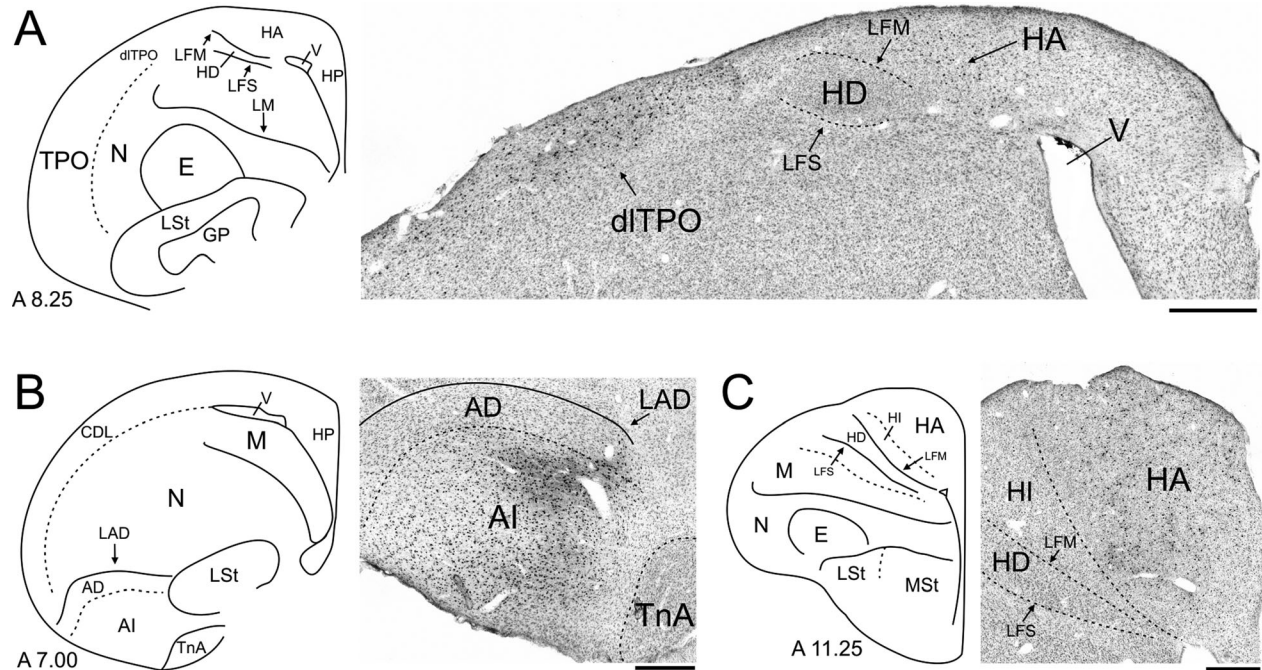 A
HA
V
dlTPO
LFM
HD
LFS
HP
LM
TPO
N
E
LSt
GP
A 8.25
LFM
HA
HD
V
LFS
dlTPO
B
V
CDL
M
HP
N
LAD
LSt
AD
AI
TnA
A 7.00
AD
LAD
AI
TnA
C
HI
HA
HD
LFS
LFM
M
N
E
LSt
MSt
A 11.25
HA
HI
LFM
HD
LFS